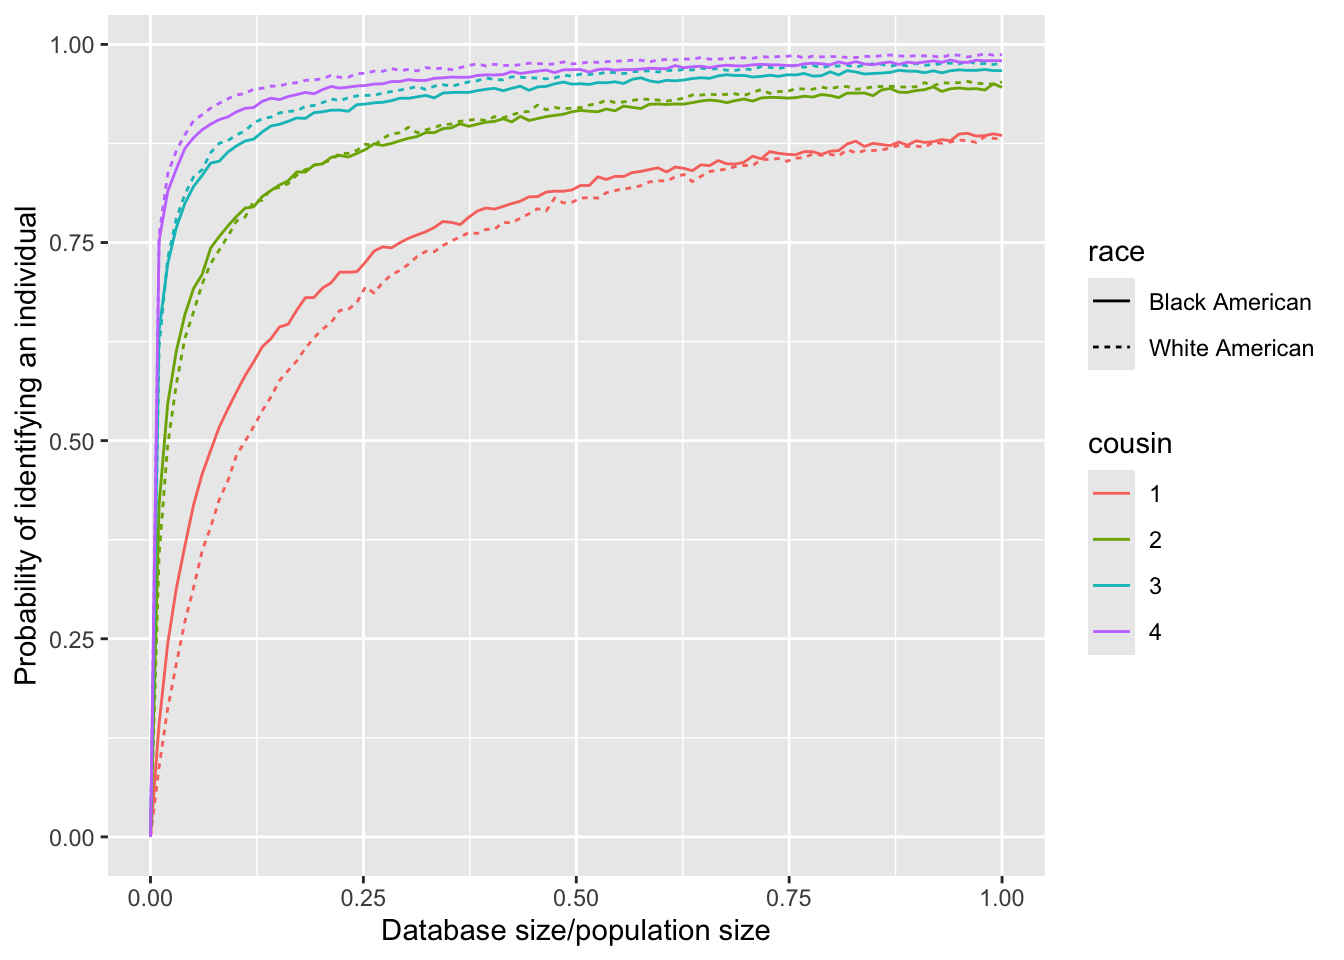 Probability of identifying an individual
1.00
0.75
0.50
0.25
0.00
0.00 0.25 0.50 0.75 1.00
Database size/population size
race
Black American
White American
cousin
1
2
3
4